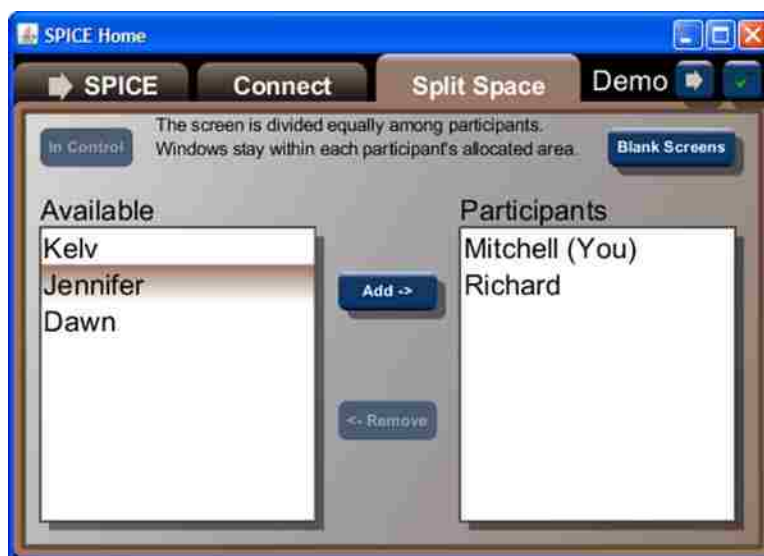 SPICE Home
SPICE
Connect
Split Space
Demo
In Control
The screen is divided equally among participants.
Windows stay within each participant's allocated area.
Blank Screens
Available
Participants
Kelv
Jennifer
Dawn
Add ->
<- Remove
Mitchell (You)
Richard